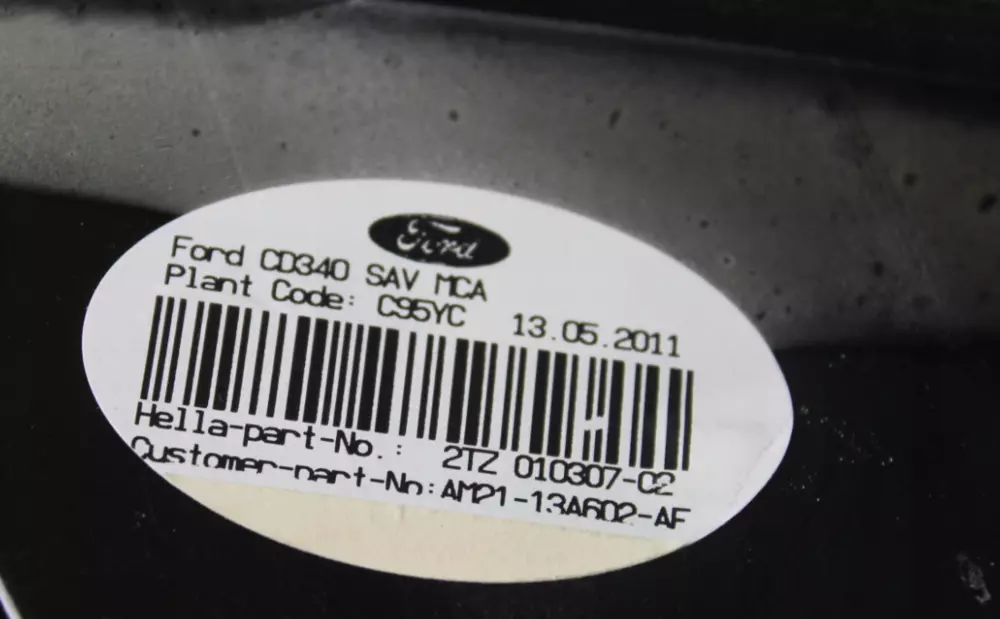 Ford
Ford CD340 SAV MCA
Plant Code: C95YC 13.05.2011
Hella-part-No.: 2TZ 010307-02
Customer-part-No: AM21-13A602-AF